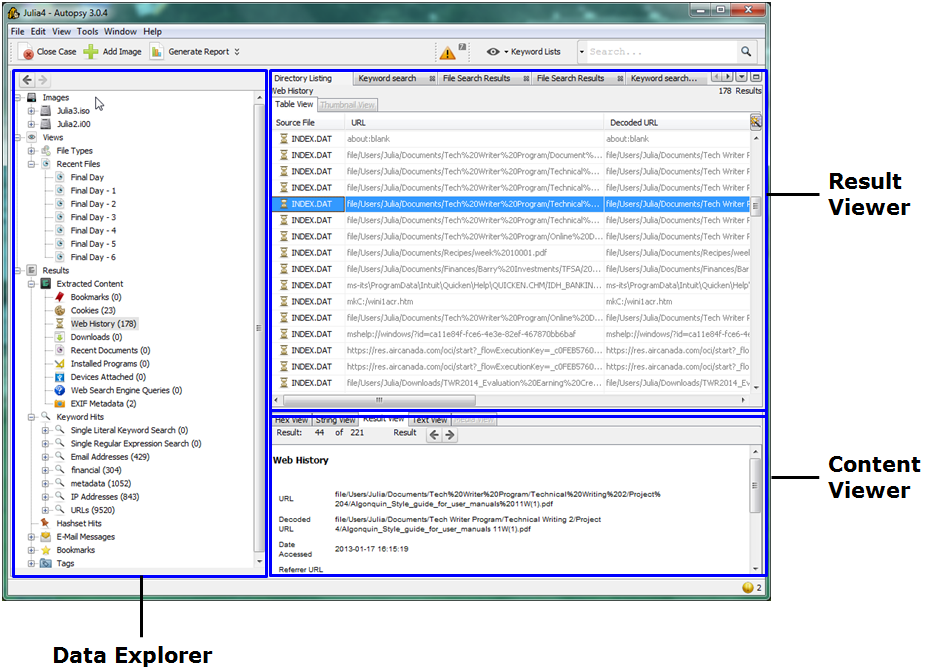 Julia4 - Autopsy 3.0.4
File Edit View Tools Window Help
Close Case Add Image Generate Report Keyword Lists Search...
Images
Julia3.iso
Julia2.i00
Views
File Types
Recent Files
Final Day
Final Day - 1
Final Day - 2
Final Day - 3
Final Day - 4
Final Day - 5
Final Day - 6
Results
Extracted Content
Bookmarks (0)
Cookies (23)
Web History (178)
Downloads (0)
Recent Documents (0)
Installed Programs (0)
Devices Attached (0)
Web Search Engine Queries (0)
EXIF Metadata (2)
Keyword Hits
Single Literal Keyword Search (0)
Single Regular Expression Search (0)
Email Addresses (429)
financial (304)
metadata (1052)
IP Addresses (843)
URLs (9520)
Hashset Hits
E-Mail Messages
Bookmarks
Tags
Directory Listing Keyword search File Search Results File Search Results Keyword search...
Web History 178 Results
Table View Thumbnail View
Source File URL Decoded URL
INDEX.DAT about:blank about:blank
INDEX.DAT file/Users/Julia/Documents/Tech%20Writer%20Program/Document%... file/Users/Julia/Documents/Tech Writer P
INDEX.DAT file/Users/Julia/Documents/Tech%20Writer%20Program/Technical%... file/Users/Julia/Documents/Tech Writer P
INDEX.DAT file/Users/Julia/Documents/Tech%20Writer%20Program/Technical%... file/Users/Julia/Documents/Tech Writer P
INDEX.DAT file/Users/Julia/Documents/Tech%20Writer%20Program/Technical%... file/Users/Julia/Documents/Tech Writer P
INDEX.DAT file/Users/Julia/Documents/Tech%20Writer%20Program/Technical%... file/Users/Julia/Documents/Tech Writer P
INDEX.DAT file/Users/Julia/Documents/Tech%20Writer%20Program/Online%20D... file/Users/Julia/Documents/Tech Writer P
INDEX.DAT file/Users/Julia/Documents/Recipes/week%2010001.pdf file/Users/Julia/Documents/Recipes/wee
INDEX.DAT file/Users/Julia/Documents/Finances/Barry%20Investments/TFSA/20... file/Users/Julia/Documents/Finances/Bar
INDEX.DAT ms-its\ProgramData\Intuit\Quicken\Help\QUICKEN.CHM/IDH_BANKIN... ms-its\ProgramData\Intuit\Quicken\Help\
INDEX.DAT mkC:/wini1acr.htm mkC:/wini1acr.htm
INDEX.DAT file/Users/Julia/Documents/Tech%20Writer%20Program/Online%20D... file/Users/Julia/Documents/Tech Writer P
INDEX.DAT mshelp://windows/?id=ca11e84f-fce6-4e3e-82ef-467870bb6baf mshelp://windows/?id=ca11e84f-fce6-4e
INDEX.DAT https://res.aircanada.com/oci/start?_flowExecutionKey=_c0FEB5760... https://res.aircanada.com/oci/start?_flo
INDEX.DAT https://res.aircanada.com/oci/start?_flowExecutionKey=_c0FEB5760... https://res.aircanada.com/oci/start?_flo
INDEX.DAT file/Users/Julia/Downloads/TWR2014_Evaluation%20Earning%20Cre... file/Users/Julia/Downloads/TWR2014_Ev
Hex View String View Result View Text View Media View
Result: 44 of 221 Result
Web History
URL file/Users/Julia/Documents/Tech%20Writer%20Program/Technical%20Writing%202/Project%
204/Algonquin_Style_guide_for_user_manuals%2011W(1).pdf
Decoded URL file/Users/Julia/Documents/Tech Writer Program/Technical Writing 2/Project
4/Algonquin_Style_guide_for_user_manuals 11W(1).pdf
Date Accessed 2013-01-17 16:15:19
Referrer URL
2
Result
Viewer
Content
Viewer
Data Explorer